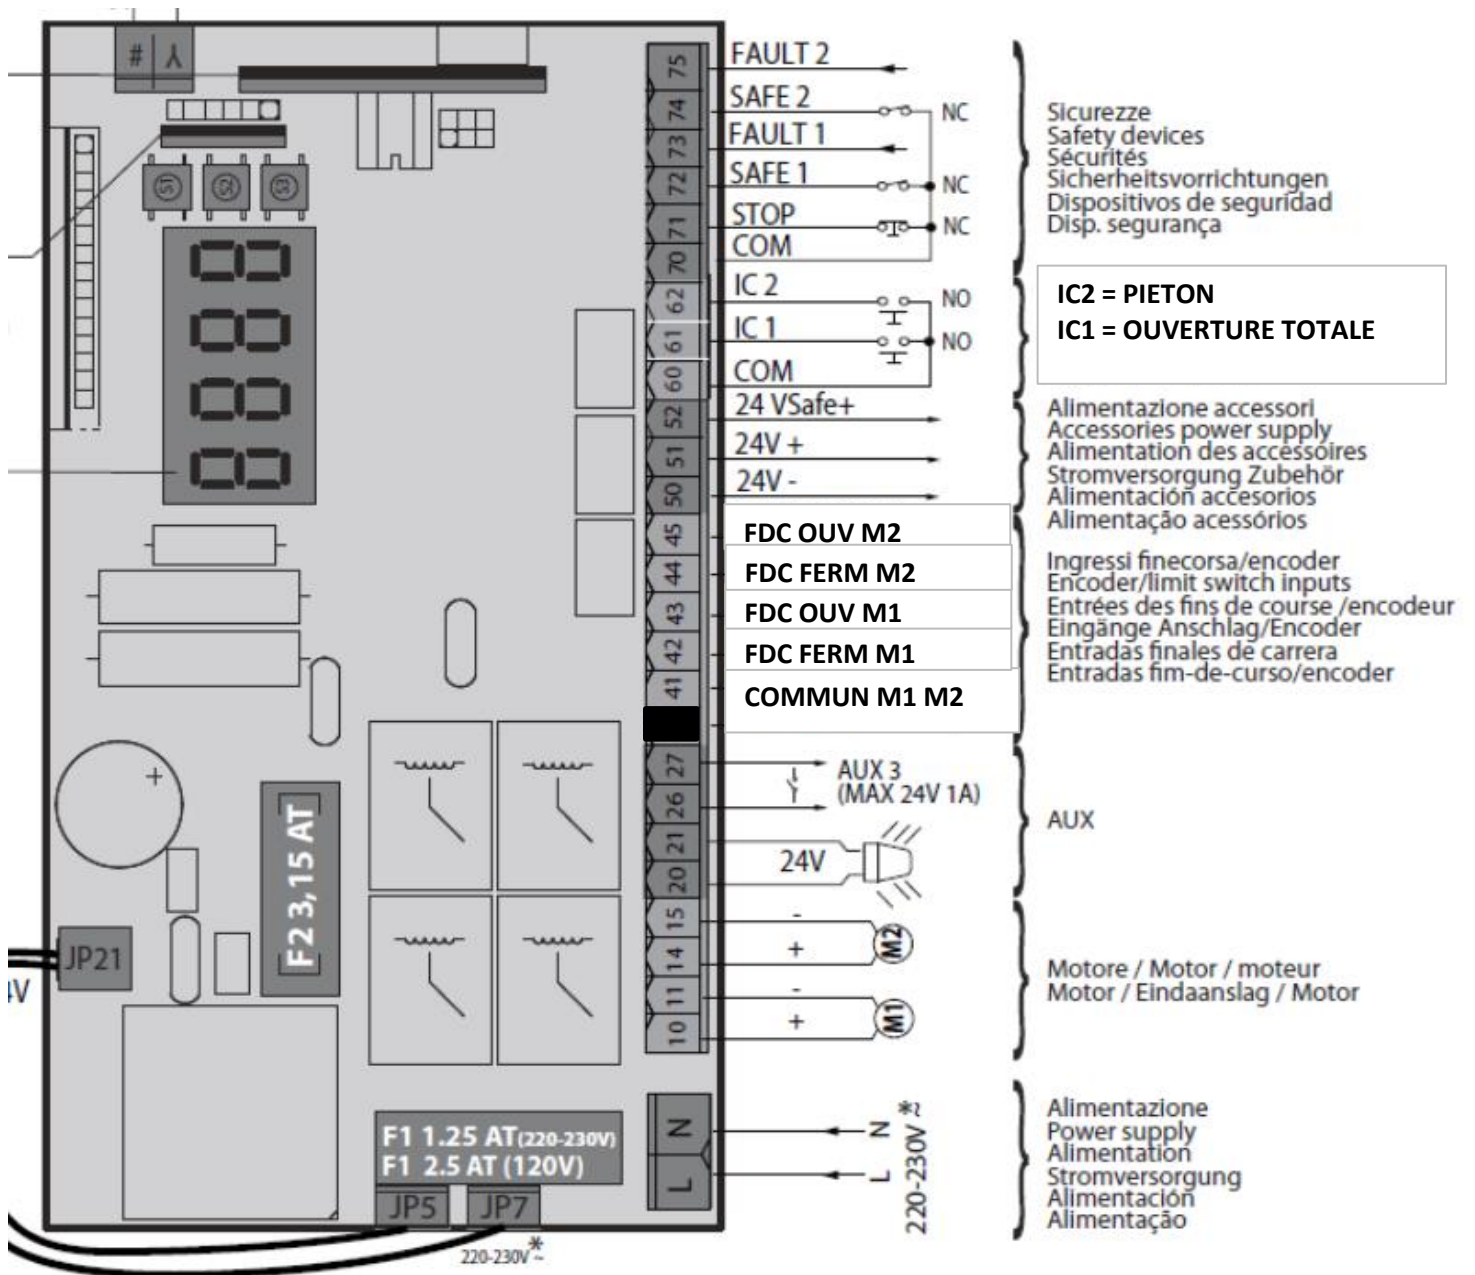 # | Y
75
FAULT 2
74
SAFE 2
NC
73
FAULT 1
72
SAFE 1
NC
71
STOP
NC
70
COM
Sicurezze
Safety devices
Sécurités
Sicherheitsvorrichtungen
Dispositivos de seguridad
Disp. segurança
S1
S2
S3
62
IC 2
NO
61
IC 1
NO
60
COM
IC2 = PIETON
IC1 = OUVERTURE TOTALE
52
24 VSafe+
51
24V +
50
24V -
Alimentazione accessori
Accessories power supply
Alimentation des accessoires
Stromversorgung Zubehör
Alimentación accesorios
Alimentação acessórios
45
FDC OUV M2
44
FDC FERM M2
43
FDC OUV M1
42
FDC FERM M1
41
COMMUN M1 M2
Ingressi finecorsa/encoder
Encoder/limit switch inputs
Entrées des fins de course /encodeur
Eingänge Anschlag/Encoder
Entradas finales de carrera
Entradas fim-de-curso/encoder
27
26
AUX 3
(MAX 24V 1A)
21
20
24V
AUX
+
F2 3,15 AT
15
-
14
+
M2
11
-
10
+
M1
Motore / Motor / moteur
Motor / Eindaanslag / Motor
JP21
V
F1 1.25 AT(220-230V)
F1 2.5 AT (120V)
JP5
JP7
220-230V *~
N
L
N
L
220-230V *~
Alimentazione
Power supply
Alimentation
Stromversorgung
Alimentación
Alimentação